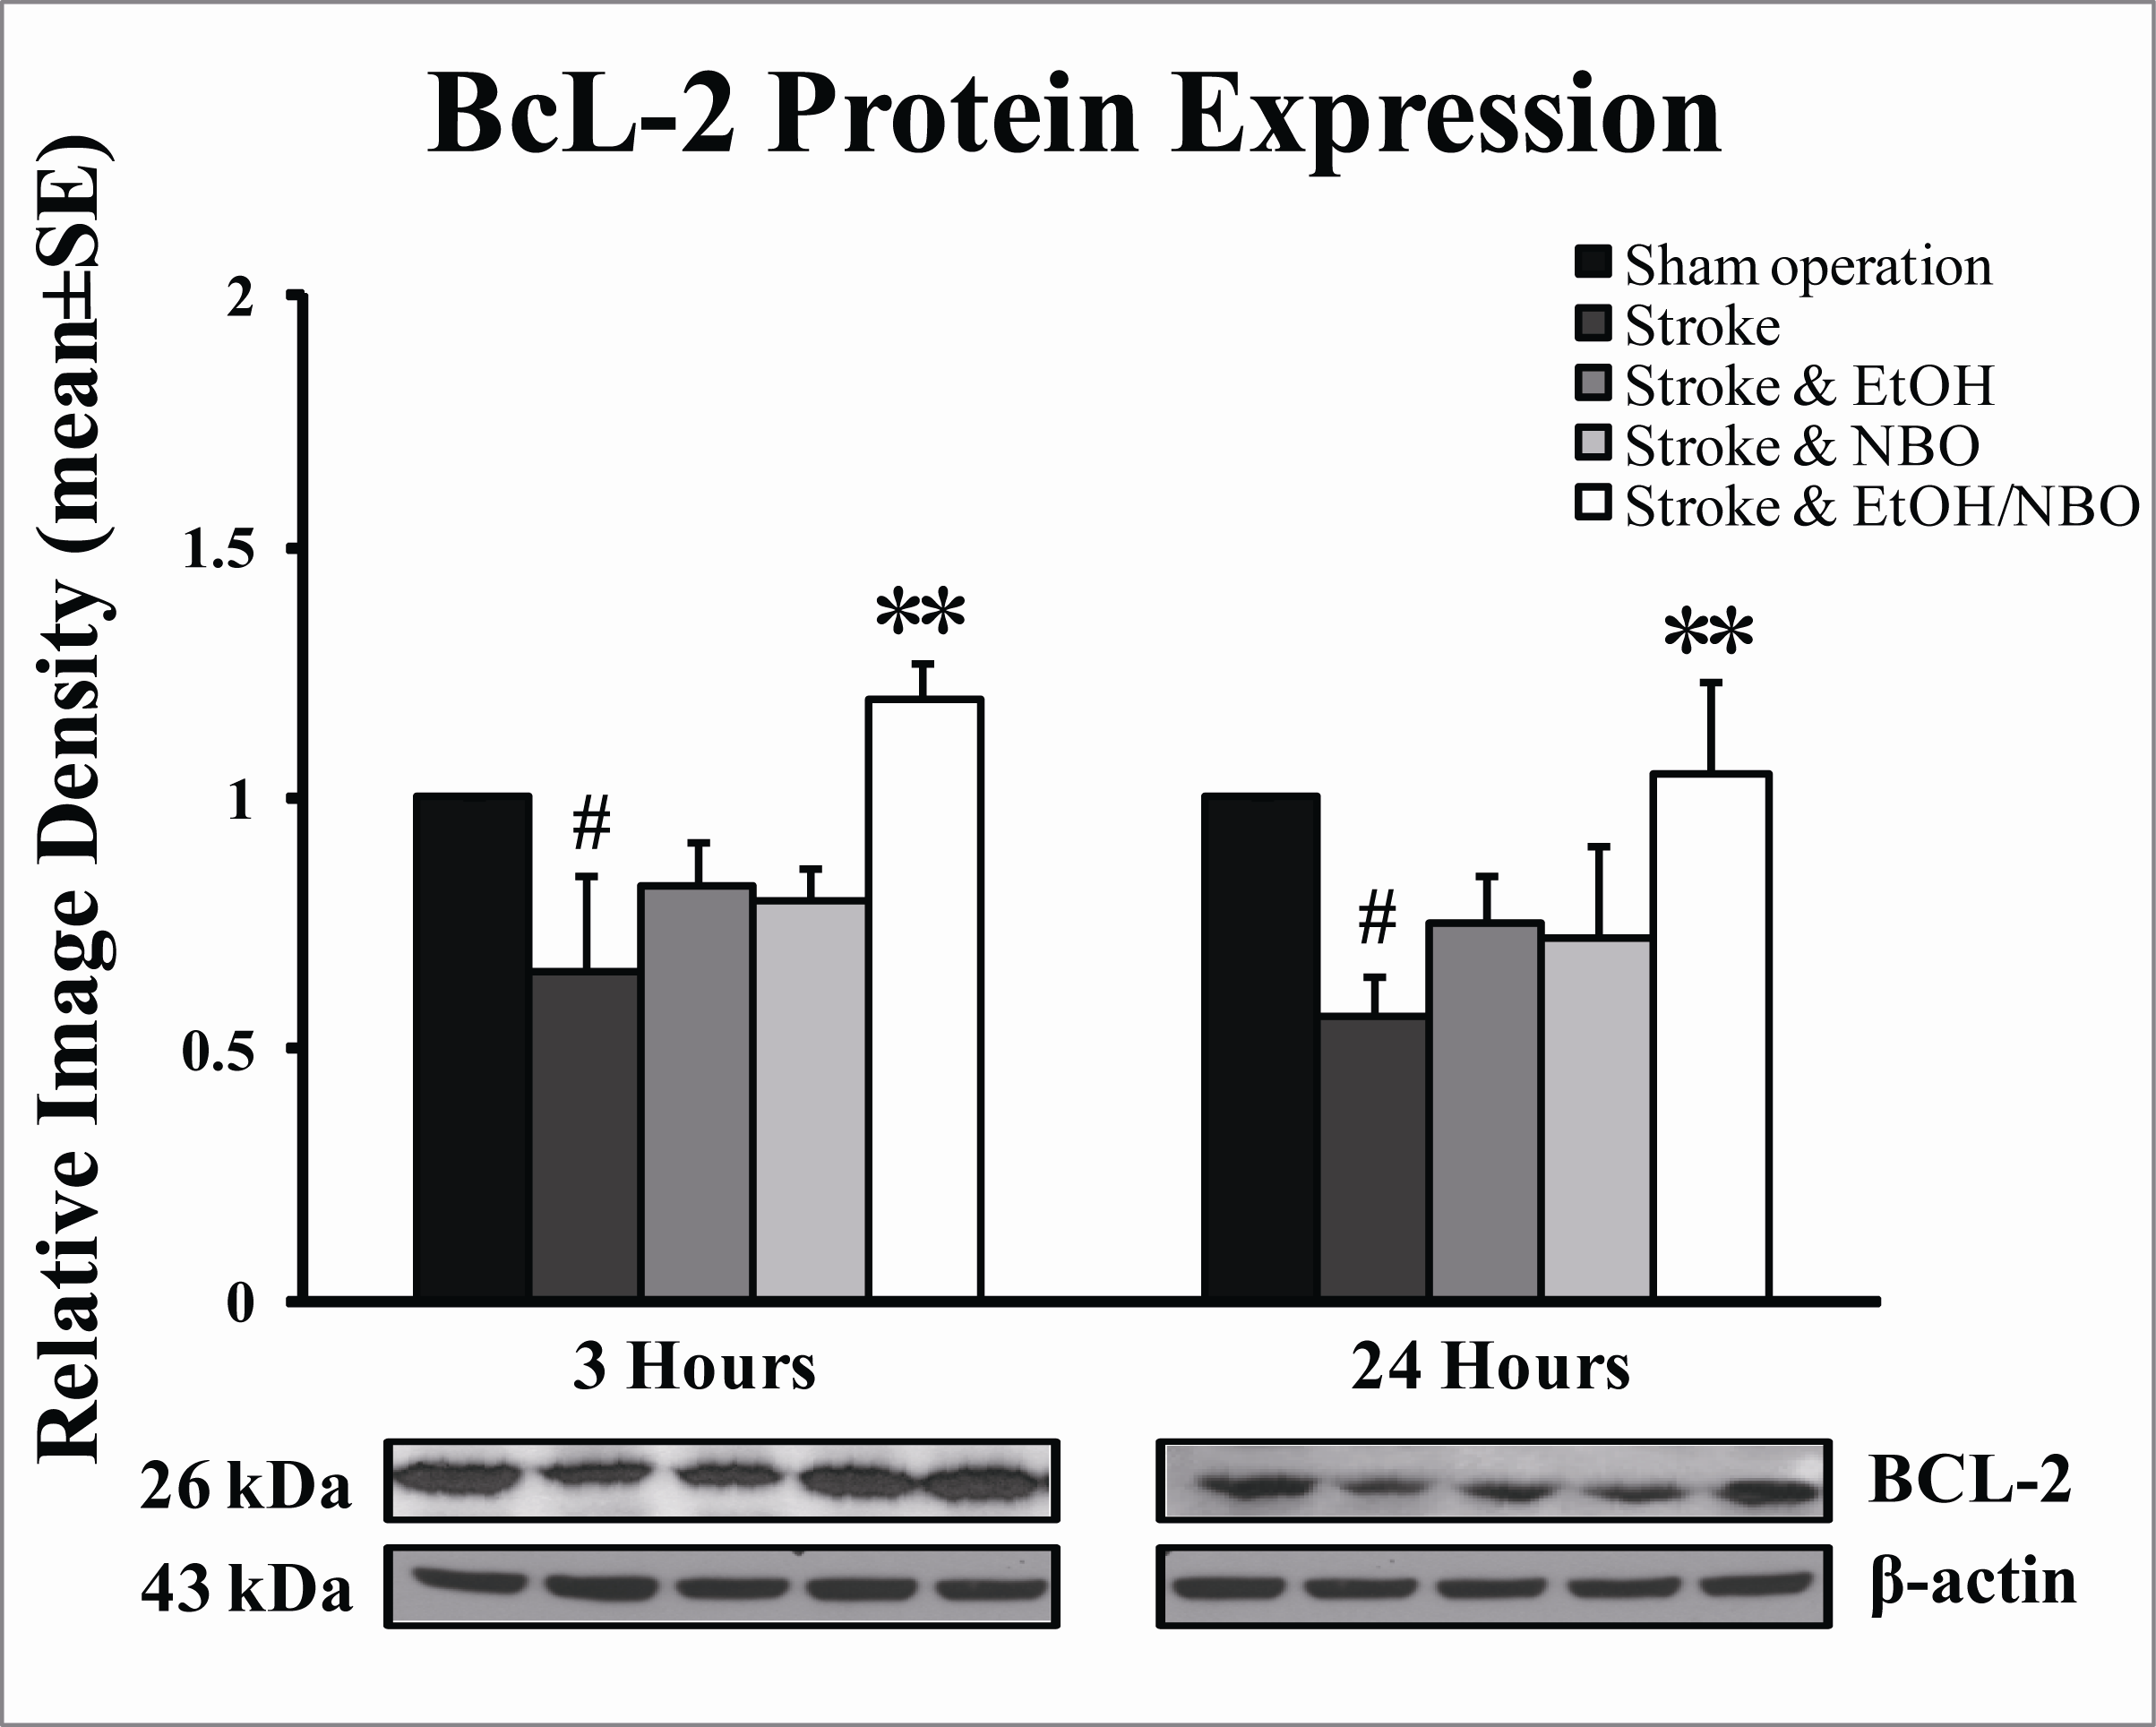 BcL-2 Protein Expression
Relative Image Density (mean±SE)
2
1.5
1
0.5
0
Sham operation
Stroke
Stroke & EtOH
Stroke & NBO
Stroke & EtOH/NBO
#
**
#
**
3 Hours
24 Hours
26 kDa
BCL-2
43 kDa
β-actin